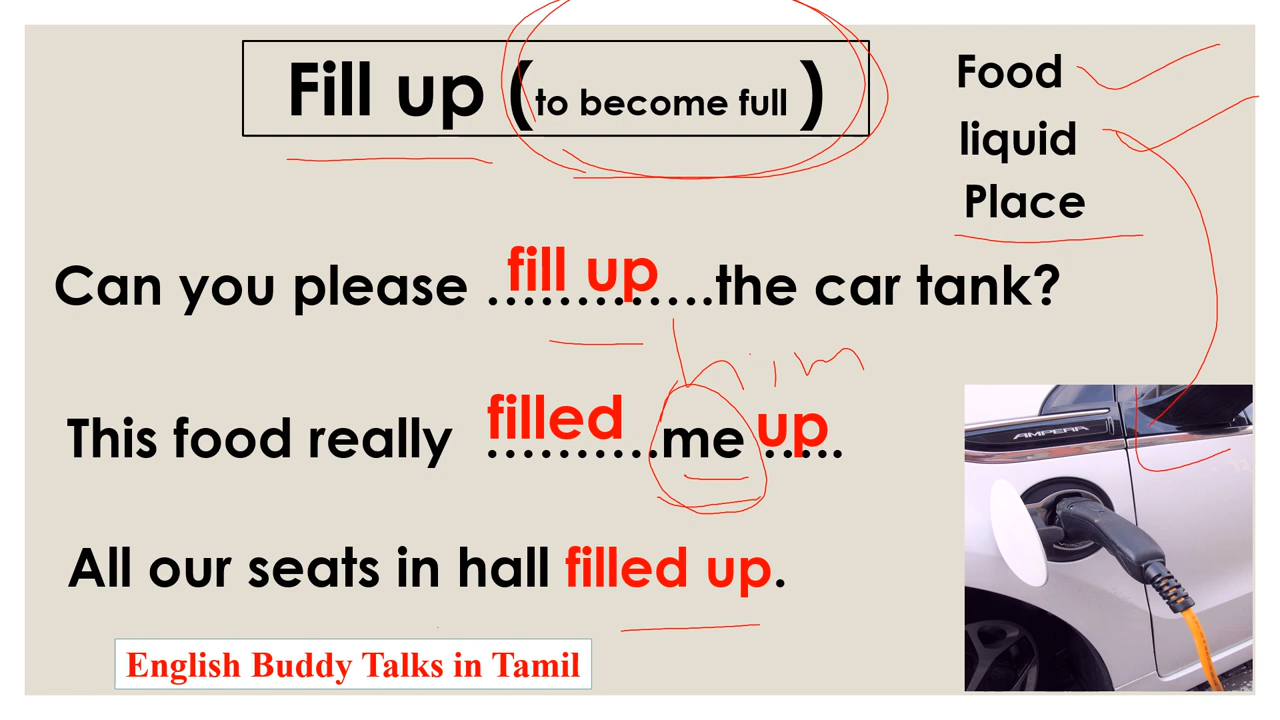 Fill up (to become full )
Food
liquid
Place
Can you please fill up .............the car tank?
him
This food really filled ..........me up .....
All our seats in hall filled up.
AMPERA
English Buddy Talks in Tamil